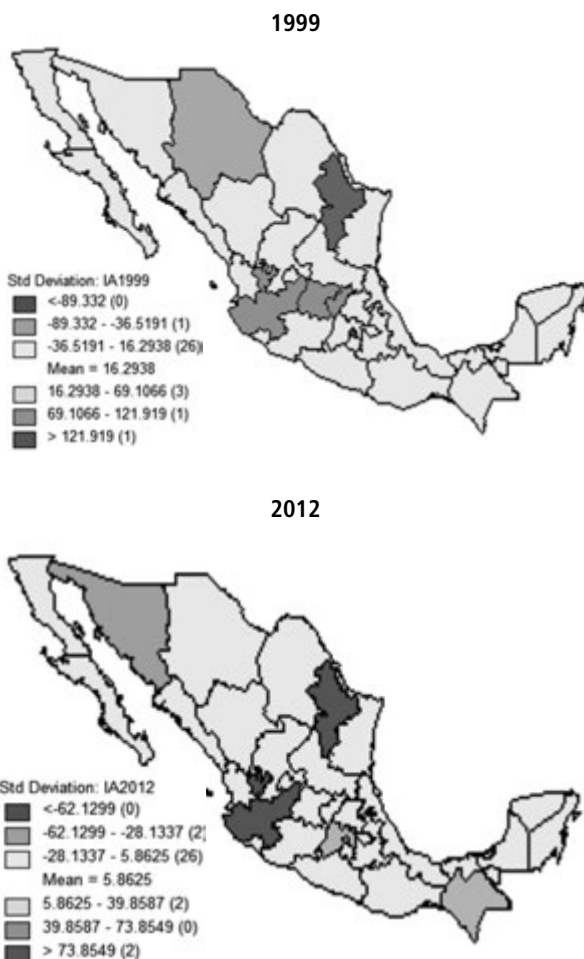 1999
Std Deviation: IA1999
<-89.332 (0)
-89.332 - -36.5191 (1)
-36.5191 - 16.2938 (26)
Mean = 16.2938
16.2938 - 69.1066 (3)
69.1066 - 121.919 (1)
> 121.919 (1)
2012
Std Deviation: IA2012
<-62.1299 (0)
-62.1299 - -28.1337 (2)
-28.1337 - 5.8625 (26)
Mean = 5.8625
5.8625 - 39.8587 (2)
39.8587 - 73.8549 (0)
> 73.8549 (2)